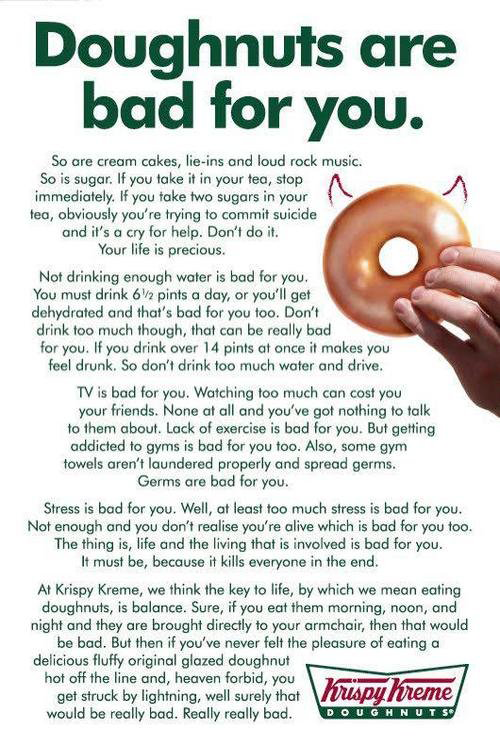 Doughnuts are
bad for you.
So are cream cakes, lie-ins and loud rock music.
So is sugar. If you take it in your tea, stop
immediately. If you take two sugars in your
tea, obviously you're trying to commit suicide
and it's a cry for help. Don't do it.
Your life is precious.
Not drinking enough water is bad for you.
You must drink 6½ pints a day, or you'll get
dehydrated and that's bad for you too. Don't
drink too much though, that can be really bad
for you. If you drink over 14 pints at once it makes you
feel drunk. So don't drink too much water and drive.
TV is bad for you. Watching too much can cost you
your friends. None at all and you've got nothing to talk
to them about. Lack of exercise is bad for you. But getting
addicted to gyms is bad for you too. Also, some gym
towels aren't laundered properly and spread germs.
Germs are bad for you.
Stress is bad for you. Well, at least too much stress is bad for you.
Not enough and you don't realise you're alive which is bad for you too.
The thing is, life and the living that is involved is bad for you.
It must be, because it kills everyone in the end.
At Krispy Kreme, we think the key to life, by which we mean eating
doughnuts, is balance. Sure, if you eat them morning, noon, and
night and they are brought directly to your armchair, then that would
be bad. But then if you've never felt the pleasure of eating a
delicious fluffy original glazed doughnut
hot off the line and, heaven forbid, you
get struck by lightning, well surely that
would be really bad. Really really bad.
Krispy Kreme
DOUGHNUTS®